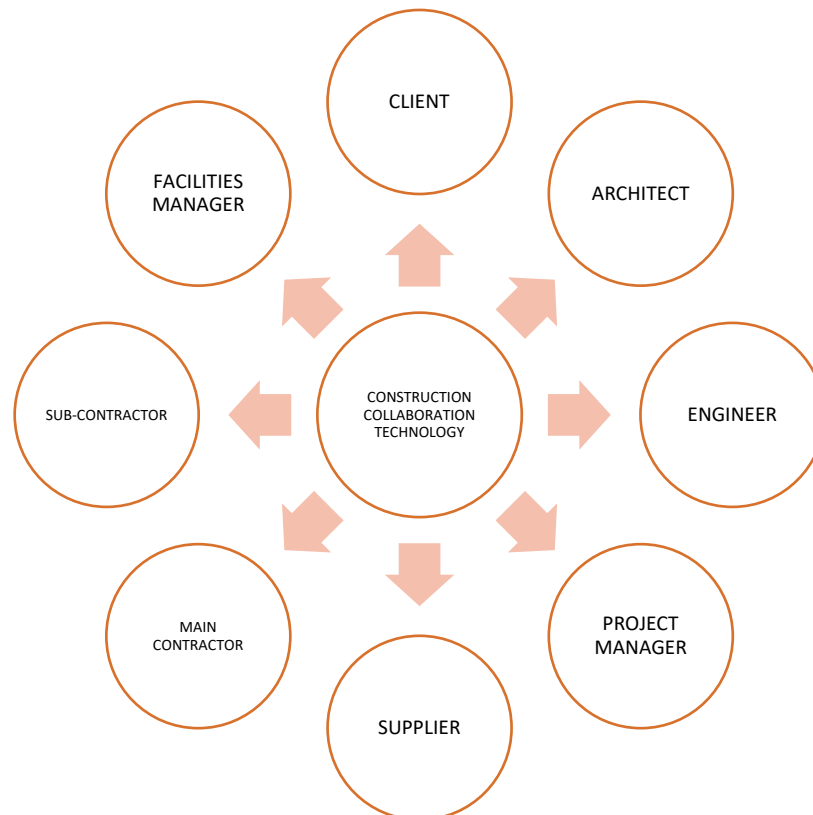 CLIENT
FACILITIES
MANAGER
ARCHITECT
SUB-CONTRACTOR
CONSTRUCTION
COLLABORATION
TECHNOLOGY
ENGINEER
MAIN
CONTRACTOR
PROJECT
MANAGER
SUPPLIER